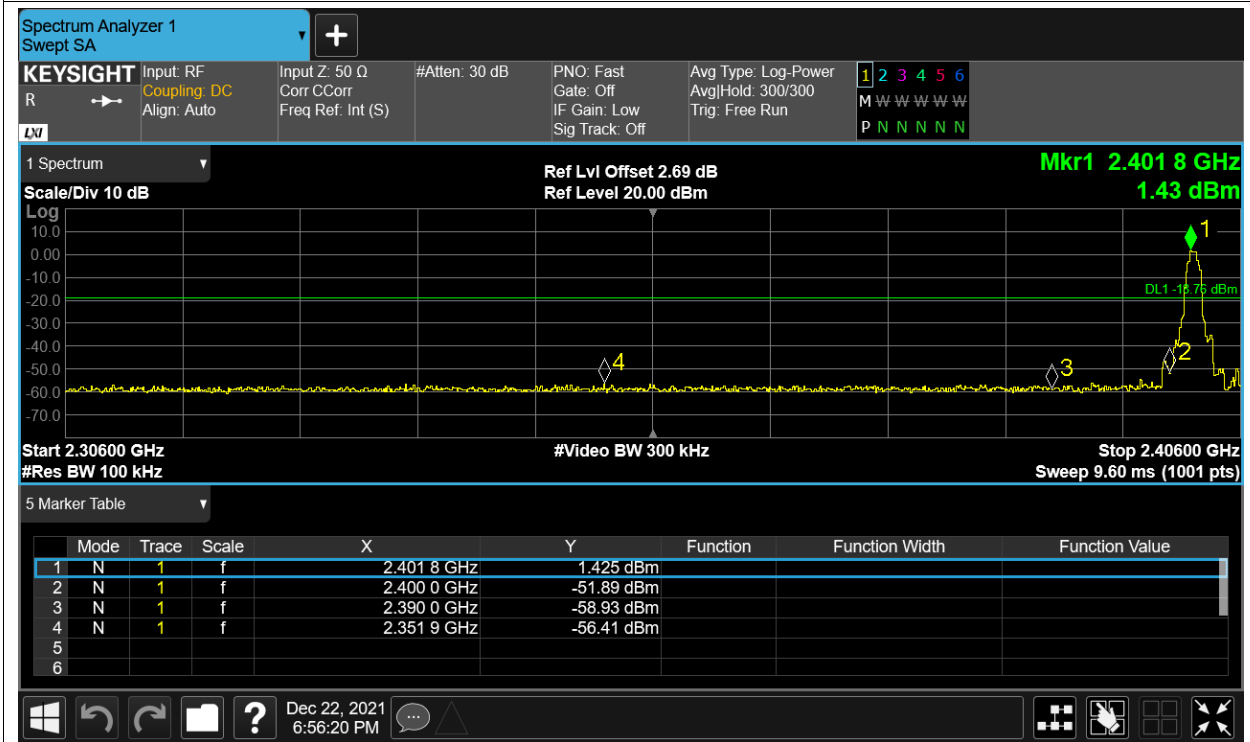 Spectrum Analyzer 1
Swept SA
+
KEYSIGHT Input: RF Input Z: 50 Ω #Atten: 30 dB PNO: Fast Avg Type: Log-Power 1 2 3 4 5 6
R Coupling: DC Corr CCorr Gate: Off Avg|Hold: 300/300 M W W W W W
Align: Auto Freq Ref: Int (S) IF Gain: Low Trig: Free Run
LXI Sig Track: Off P N N N N N
1 Spectrum Ref Lvl Offset 2.69 dB Mkr1 2.401 8 GHz
Scale/Div 10 dB Ref Level 20.00 dBm 1.43 dBm
Log
10.0 1
0.00
-10.0
DL1 -18.76 dBm
-20.0
-30.0
-40.0 4 2
-50.0 3
-60.0
-70.0
Start 2.30600 GHz #Video BW 300 kHz Stop 2.40600 GHz
#Res BW 100 kHz Sweep 9.60 ms (1001 pts)
5 Marker Table
Mode Trace Scale X Y Function Function Width Function Value
1 N 1 f 2.401 8 GHz 1.425 dBm
2 N 1 f 2.400 0 GHz -51.89 dBm
3 N 1 f 2.390 0 GHz -58.93 dBm
4 N 1 f 2.351 9 GHz -56.41 dBm
5
6
? Dec 22, 2021
6:56:20 PM